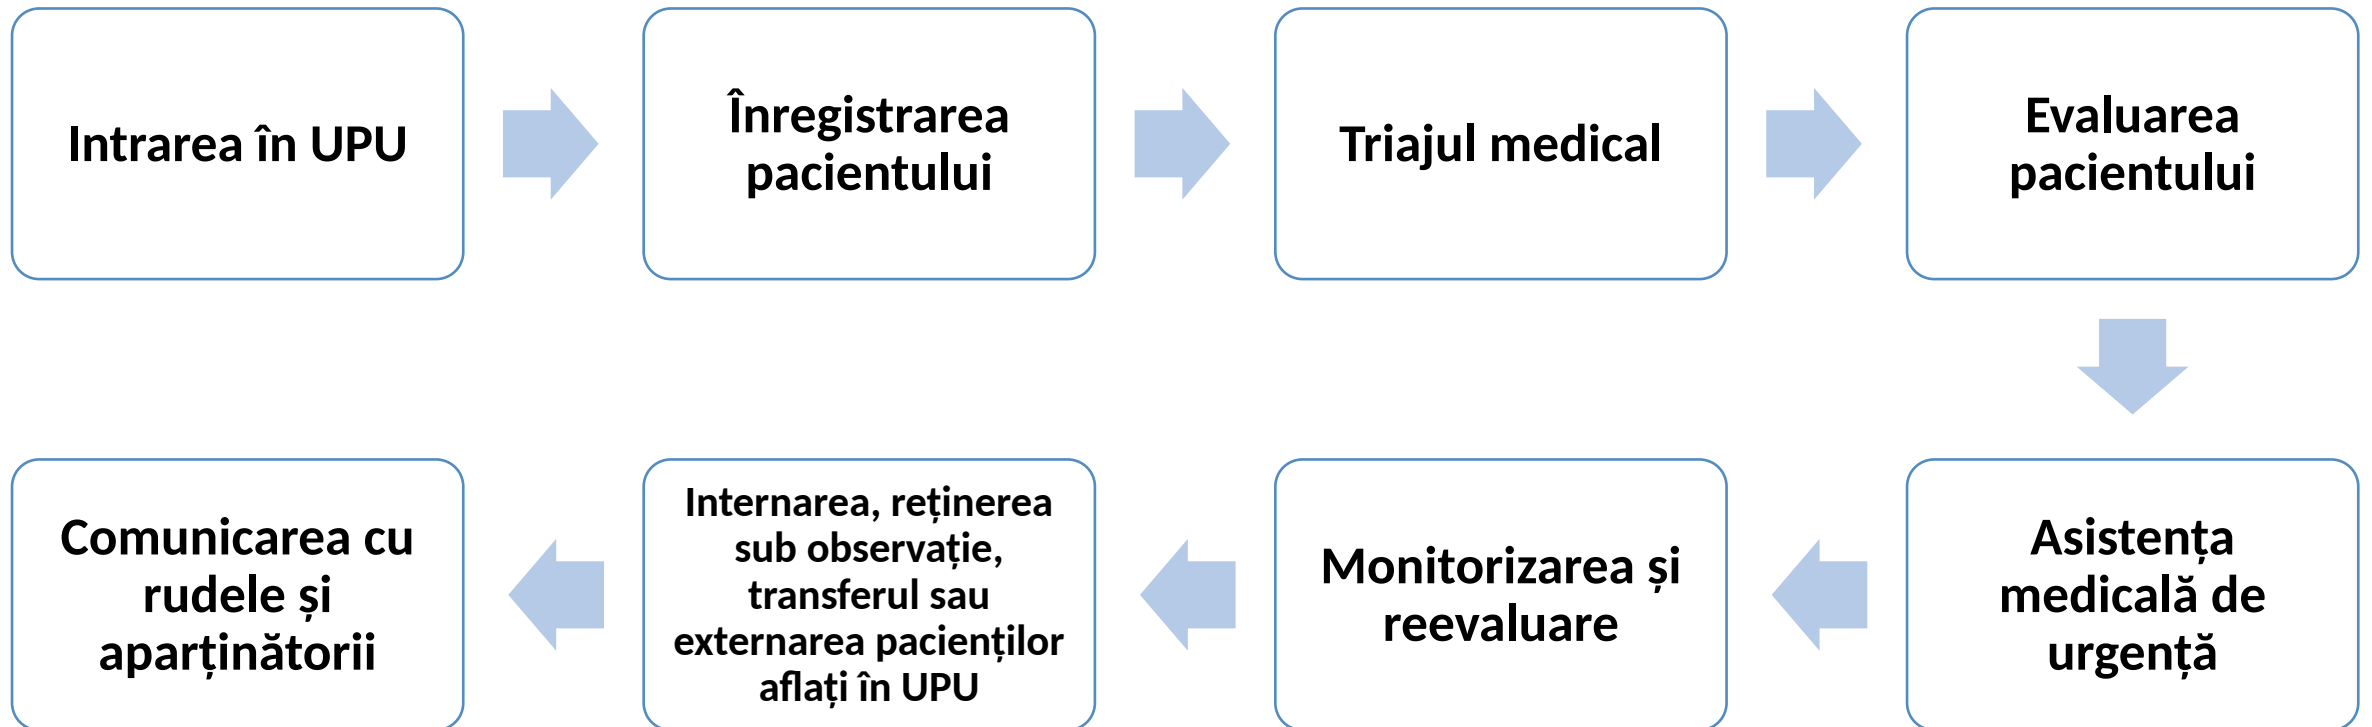 Intrarea în UPU
Înregistrarea
pacientului
Triajul medical
Evaluarea
pacientului
Asistența
medicală de
urgență
Monitorizarea și
reevaluare
Internarea, reținerea
sub observație,
transferul sau
externarea pacienților
aflați în UPU
Comunicarea cu
rudele și
aparținătorii